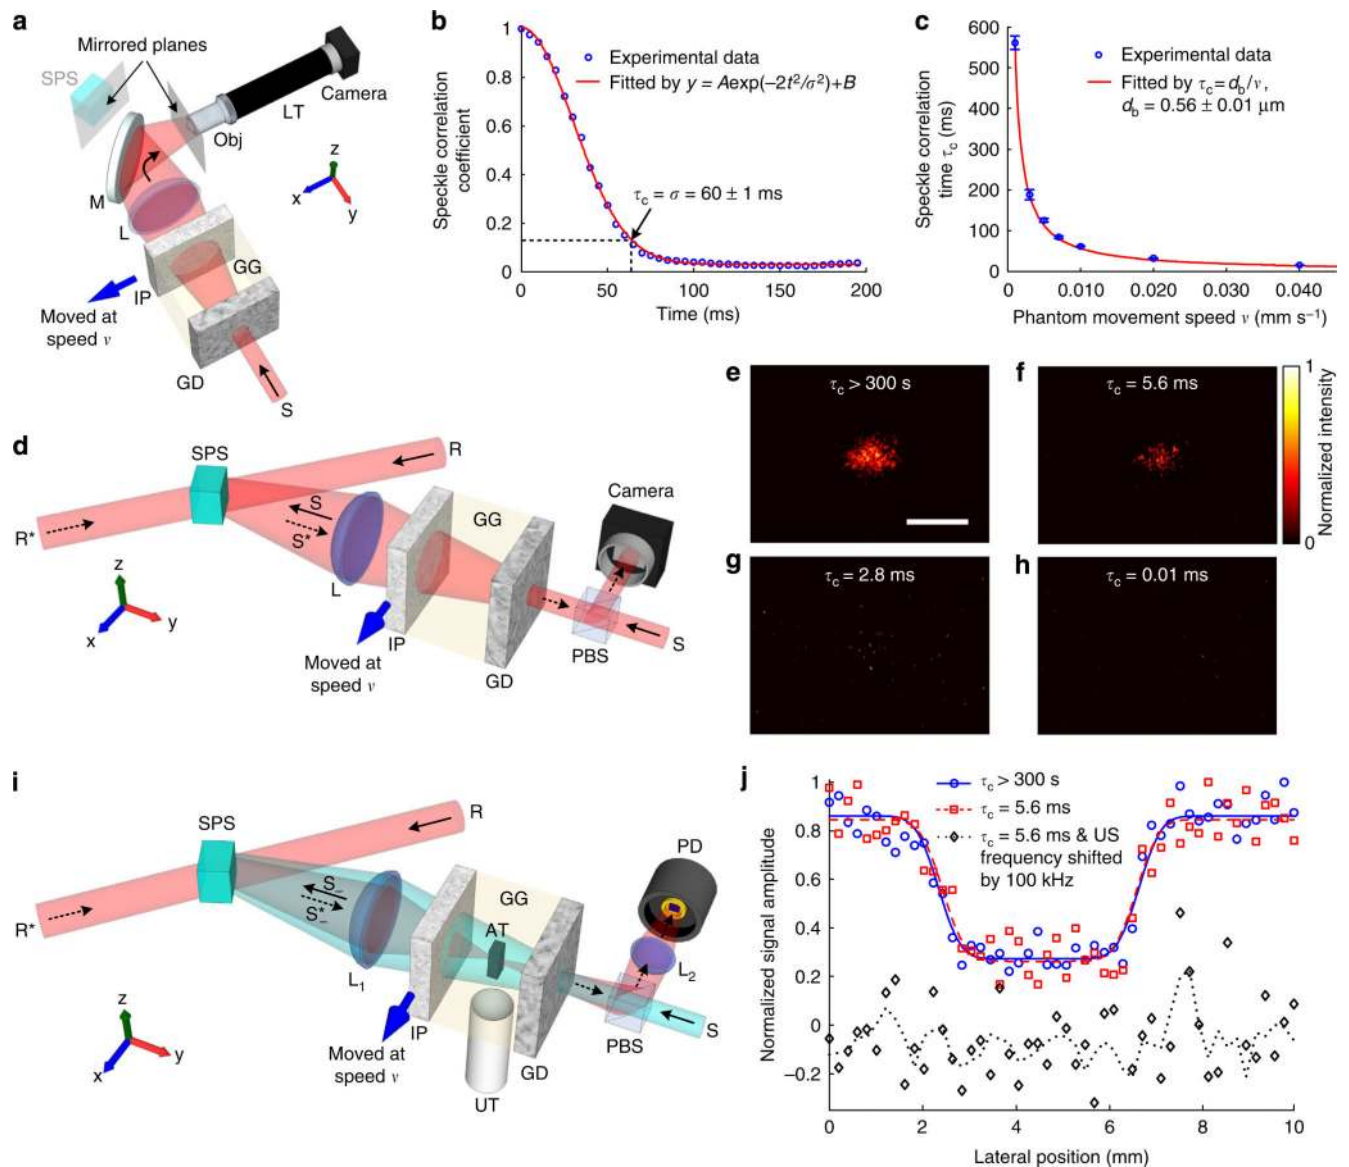 a
SPS
Mirrored planes
Camera
LT
Obj
M
L
z
x
y
GG
IP
Moved at
speed v
GD
S
b
Speckle correlation
coefficient
1
0.8
0.6
0.4
0.2
0
Experimental data
Fitted by y = Aexp(−2t²/σ²)+B
τc = σ = 60 ± 1 ms
0
50
100
150
200
Time (ms)
c
Speckle correlation
time τc (ms)
600
500
400
300
200
100
0
Experimental data
Fitted by τc = db/v,
db = 0.56 ± 0.01 μm
0.010
0.020
0.030
0.040
Phantom movement speed v (mm s⁻¹)
d
SPS
R
R*
S
S*
L
GG
Camera
z
x
y
IP
Moved at
speed v
GD
PBS
S
e
τc > 300 s
f
τc = 5.6 ms
g
τc = 2.8 ms
h
τc = 0.01 ms
1
0
Normalized intensity
i
SPS
R
R*
S_
S*_
L1
GG
AT
PD
L2
z
x
y
IP
Moved at
speed v
UT
GD
PBS
S
j
Normalized signal amplitude
1
0.8
0.6
0.4
0.2
0
−0.2
τc > 300 s
τc = 5.6 ms
τc = 5.6 ms & US
frequency shifted
by 100 kHz
0
2
4
6
8
10
Lateral position (mm)